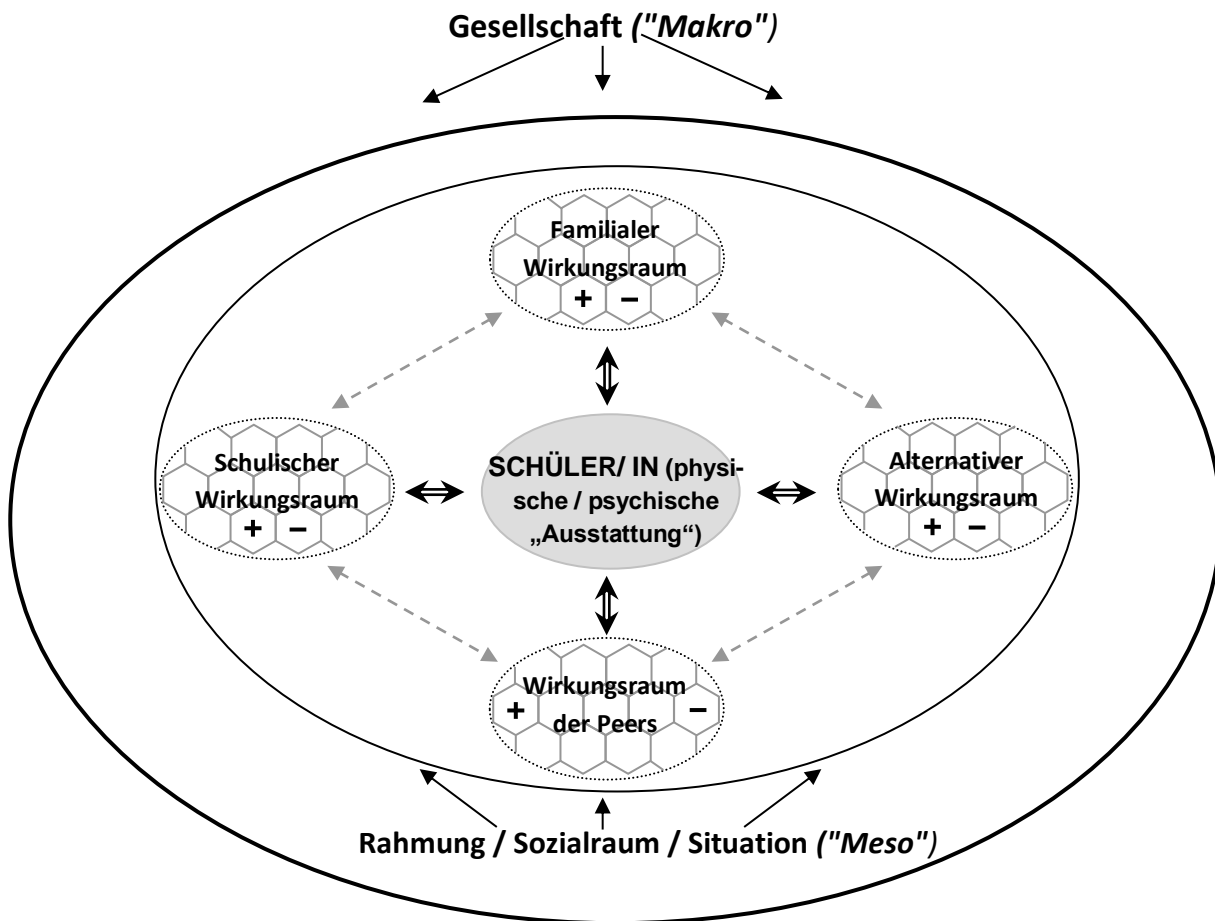 Gesellschaft ("Makro")
Familialer
Wirkungsraum
+ −
Schulischer
Wirkungsraum
+ −
SCHÜLER/ IN (physi-
sche / psychische
„Ausstattung“)
Alternativer
Wirkungsraum
+ −
Wirkungsraum
+ −
der Peers
Rahmung / Sozialraum / Situation ("Meso")